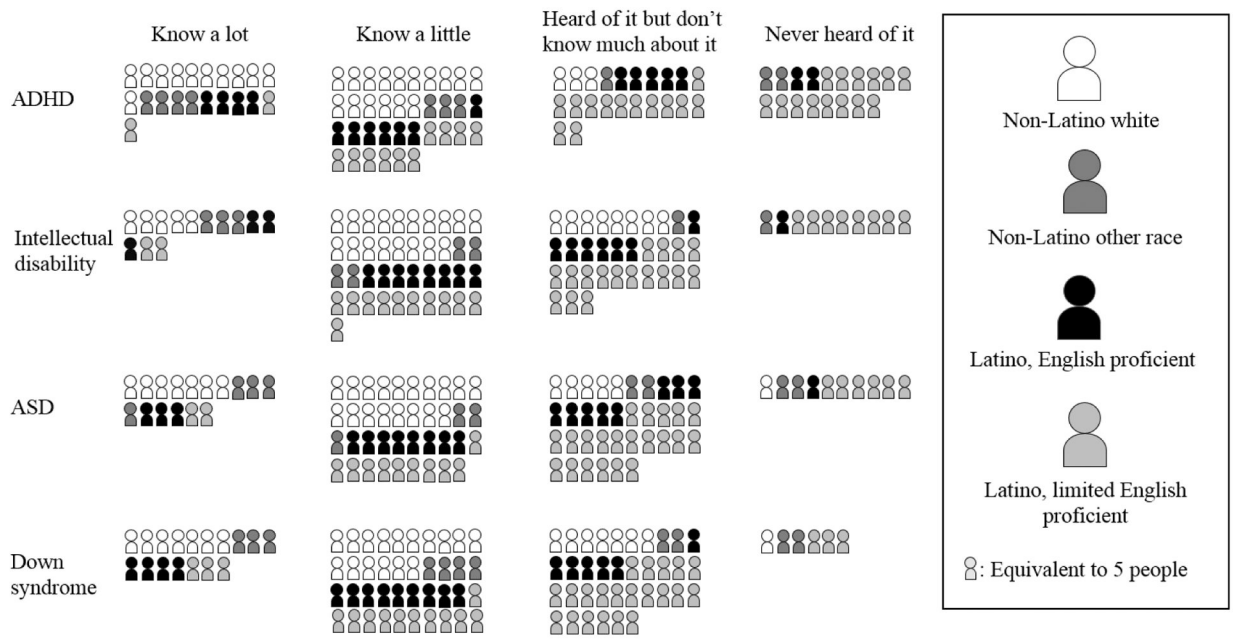 Know a lot
Know a little
Heard of it but don’t
know much about it
Never heard of it
ADHD
Intellectual
disability
ASD
Down
syndrome
Non-Latino white
Non-Latino other race
Latino, English proficient
Latino, limited English
proficient
: Equivalent to 5 people